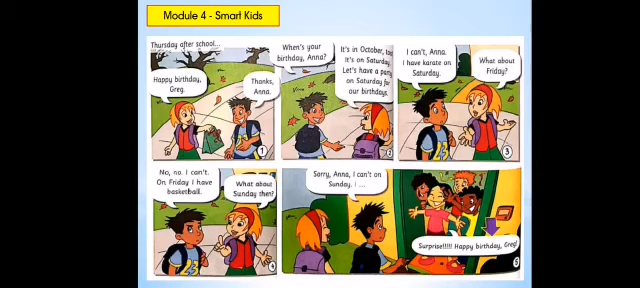 Module 4 - Smart Kids
Thursday after school...
Happy birthday,
Greg.
Thanks,
Anna.
1
When's your
birthday, Anna?
It's in October, too.
It's on Saturday.
Let's have a party
on Saturday for
our birthdays.
2
I can't, Anna.
I have karate on
Saturday.
What about
Friday?
3
No, no. I can't.
On Friday I have
basketball.
What about
Sunday then?
4
Sorry, Anna, I can't on
Sunday. I ...
Surprise!!!!! Happy birthday, Greg!
5